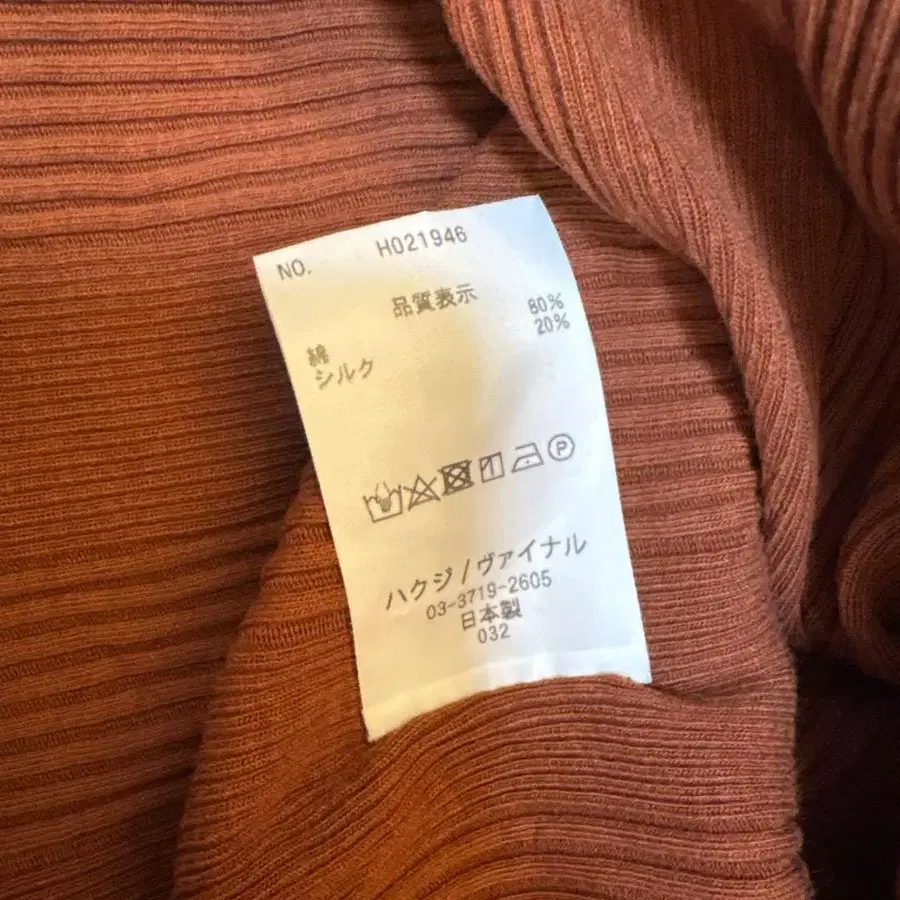 NO. H021946
品質表示
綿 80%
シルク 20%
P
ハクジ/ヴァイナル
03-3719-2605
日本製
032